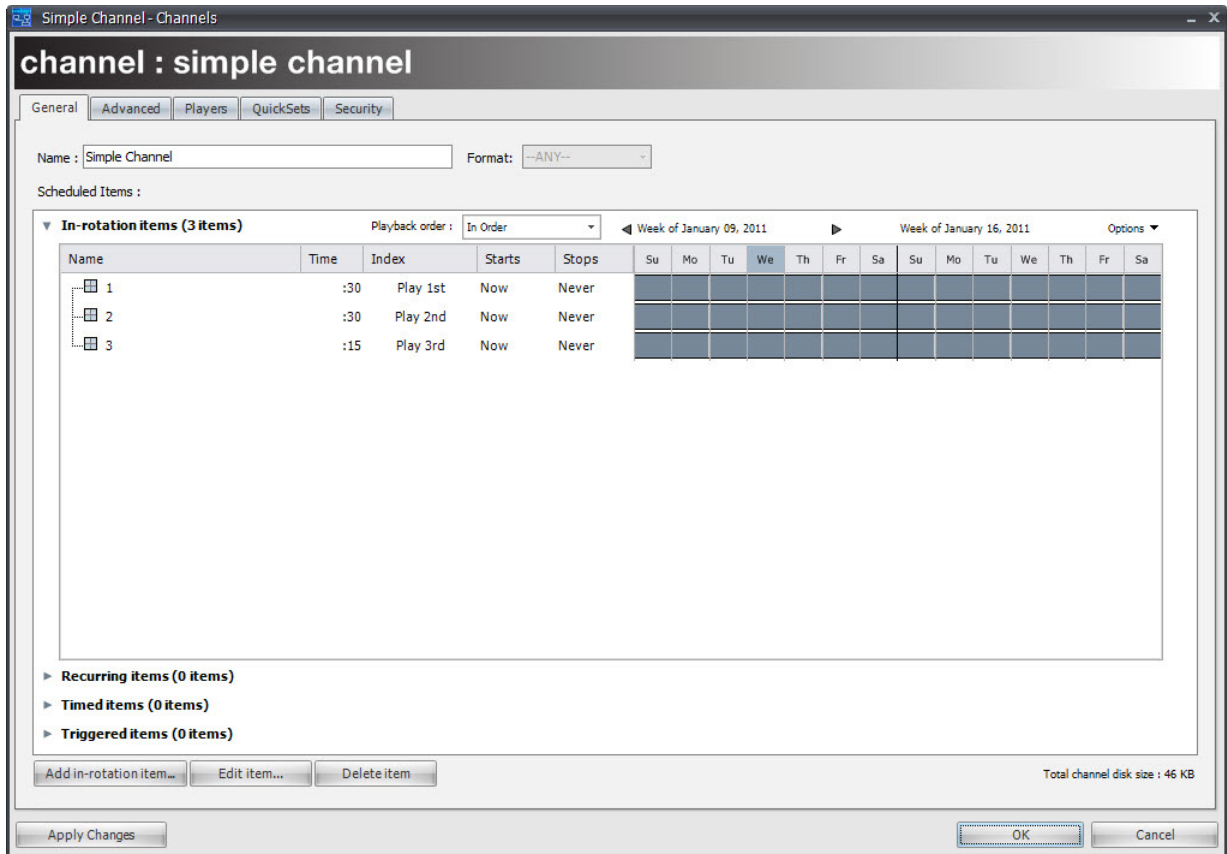 Simple Channel - Channels
channel : simple channel
General Advanced Players QuickSets Security
Name : Simple Channel Format: --ANY--
Scheduled Items :
In-rotation items (3 items) Playback order : In Order Week of January 09, 2011 Week of January 16, 2011 Options
Name Time Index Starts Stops Su Mo Tu We Th Fr Sa Su Mo Tu We Th Fr Sa
1 :30 Play 1st Now Never
2 :30 Play 2nd Now Never
3 :15 Play 3rd Now Never
Recurring items (0 items)
Timed items (0 items)
Triggered items (0 items)
Add in-rotation item... Edit item... Delete item Total channel disk size : 46 KB
Apply Changes OK Cancel